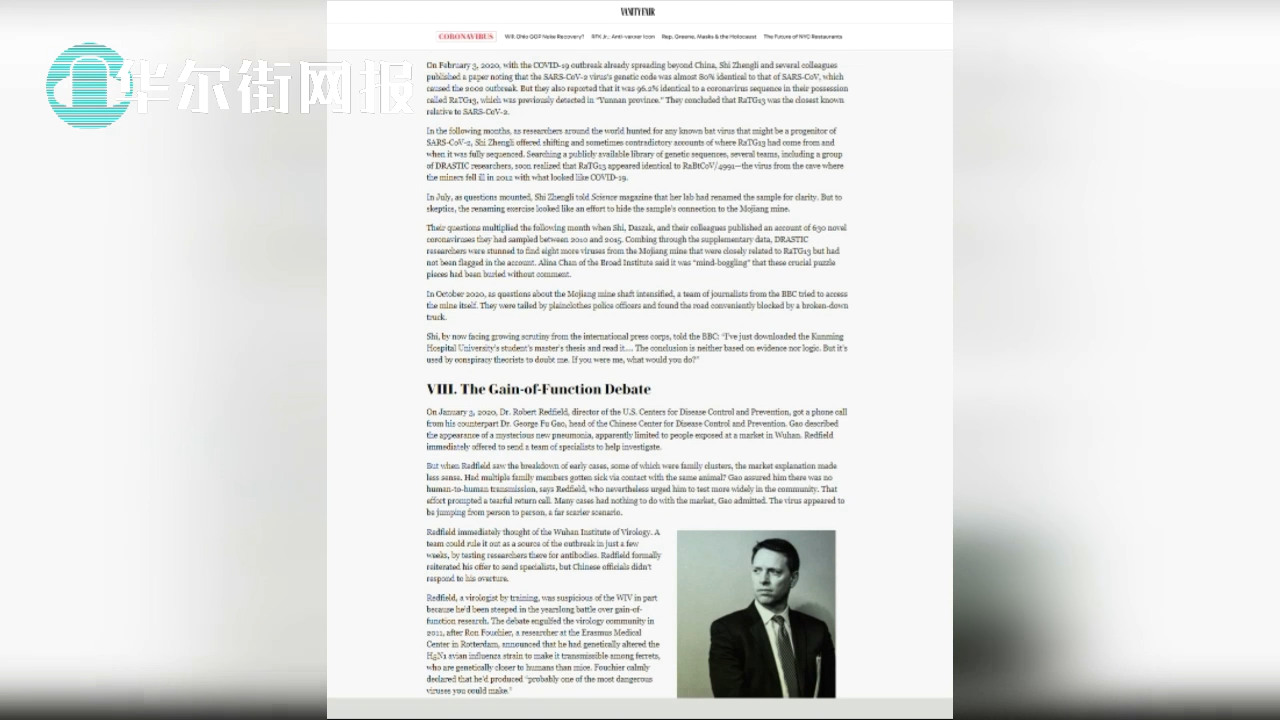 VANITY FAIR
CORONAVIRUS Will Ohio GOP Noke Recovery? RFK Jr.: Anti-vaxxer Icon Rep. Greene, Masks & the Holocaust The Future of NYC Restaurants
华尔街网报
On February 3, 2020, with the COVID-19 outbreak already spreading beyond China, Shi Zhengli and several colleagues
published a paper noting that the SARS-CoV-2 virus's genetic code was almost 80% identical to that of SARS-CoV, which
caused the 2002 outbreak. But they also reported that it was 96.2% identical to a coronavirus sequence in their possession
called RaTG13, which was previously detected in "Yunnan province." They concluded that RaTG13 was the closest known
relative to SARS-CoV-2.
In the following months, as researchers around the world hunted for any known bat virus that might be a progenitor of
SARS-CoV-2, Shi Zhengli offered shifting and sometimes contradictory accounts of where RaTG13 had come from and
when it was fully sequenced. Searching a publicly available library of genetic sequences, several teams, including a group
of DRASTIC researchers, soon realized that RaTG13 appeared identical to RaBtCoV/4991—the virus from the cave where
the miners fell ill in 2012 with what looked like COVID-19.
In July, as questions mounted, Shi Zhengli told Science magazine that her lab had renamed the sample for clarity. But to
skeptics, the renaming exercise looked like an effort to hide the sample's connection to the Mojiang mine.
Their questions multiplied the following month when Shi, Daszak, and their colleagues published an account of 630 novel
coronaviruses they had sampled between 2010 and 2015. Combing through the supplementary data, DRASTIC
researchers were stunned to find eight more viruses from the Mojiang mine that were closely related to RaTG13 but had
not been flagged in the account. Alina Chan of the Broad Institute said it was "mind-boggling" that these crucial puzzle
pieces had been buried without comment.
In October 2020, as questions about the Mojiang mine shaft intensified, a team of journalists from the BBC tried to access
the mine itself. They were tailed by plainclothes police officers and found the road conveniently blocked by a broken-down
truck.
Shi, by now facing growing scrutiny from the international press corps, told the BBC: "I've just downloaded the Kunming
Hospital University's student's master's thesis and read it.... The conclusion is neither based on evidence nor logic. But it's
used by conspiracy theorists to doubt me. If you were me, what would you do?"
VIII. The Gain-of-Function Debate
On January 3, 2020, Dr. Robert Redfield, director of the U.S. Centers for Disease Control and Prevention, got a phone call
from his counterpart Dr. George Fu Gao, head of the Chinese Center for Disease Control and Prevention. Gao described
the appearance of a mysterious new pneumonia, apparently limited to people exposed at a market in Wuhan. Redfield
immediately offered to send a team of specialists to help investigate.
But when Redfield saw the breakdown of early cases, some of which were family clusters, the market explanation made
less sense. Had multiple family members gotten sick via contact with the same animal? Gao assured him there was no
human-to-human transmission, says Redfield, who nevertheless urged him to test more widely in the community. That
effort prompted a tearful return call. Many cases had nothing to do with the market, Gao admitted. The virus appeared to
be jumping from person to person, a far scarier scenario.
Redfield immediately thought of the Wuhan Institute of Virology. A
team could rule it out as a source of the outbreak in just a few
weeks, by testing researchers there for antibodies. Redfield formally
reiterated his offer to send specialists, but Chinese officials didn't
respond to his overture.
Redfield, a virologist by training, was suspicious of the WIV in part
because he'd been steeped in the yearslong battle over gain-of-
function research. The debate engulfed the virology community in
2011, after Ron Fouchier, a researcher at the Erasmus Medical
Center in Rotterdam, announced that he had genetically altered the
H5N1 avian influenza strain to make it transmissible among ferrets,
who are genetically closer to humans than mice. Fouchier calmly
declared that he'd produced "probably one of the most dangerous
viruses you could make."